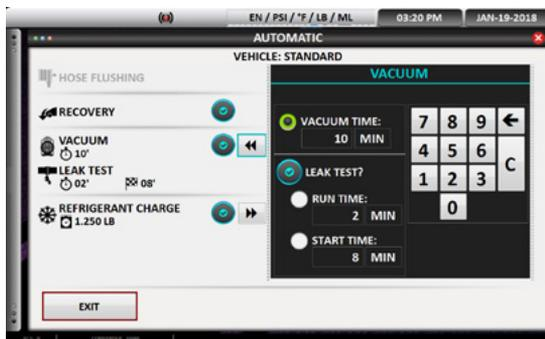 EN / PSI / °F / LB / ML
03:20 PM
JAN-19-2018
AUTOMATIC
VEHICLE: STANDARD
HOSE FLUSHING
RECOVERY
VACUUM
10'
LEAK TEST
02' 08'
REFRIGERANT CHARGE
1.250 LB
EXIT
VACUUM
VACUUM TIME:
10 MIN
LEAK TEST?
RUN TIME:
2 MIN
START TIME:
8 MIN
7 8 9
4 5 6 C
1 2 3
0